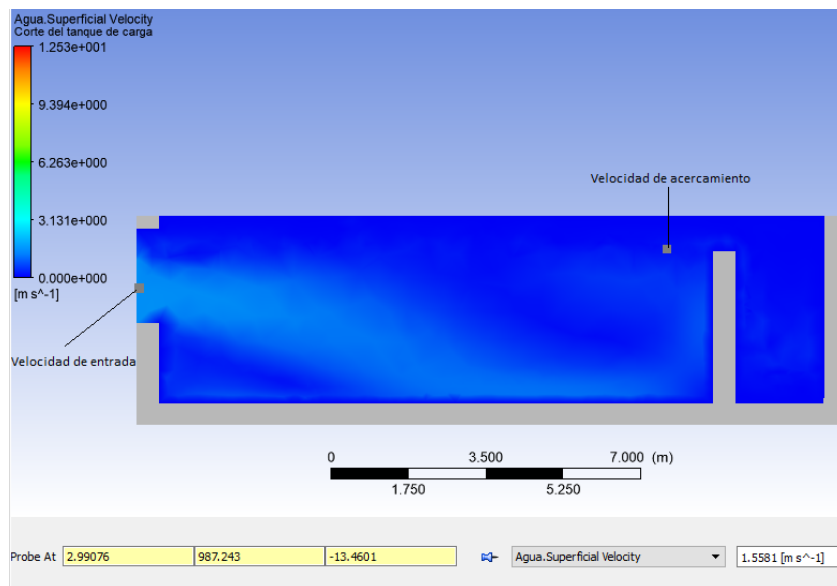 Agua.Superficial Velocity
Corte del tanque de carga
1.253e+001
9.394e+000
6.263e+000
3.131e+000
0.000e+000
[m s^-1]
Velocidad de acercamiento
Velocidad de entrada
0 3.500 7.000 (m)
1.750 5.250
Probe At 2.99076 987.243 -13.4601 Agua.Superficial Velocity 1.5581 [m s^-1]